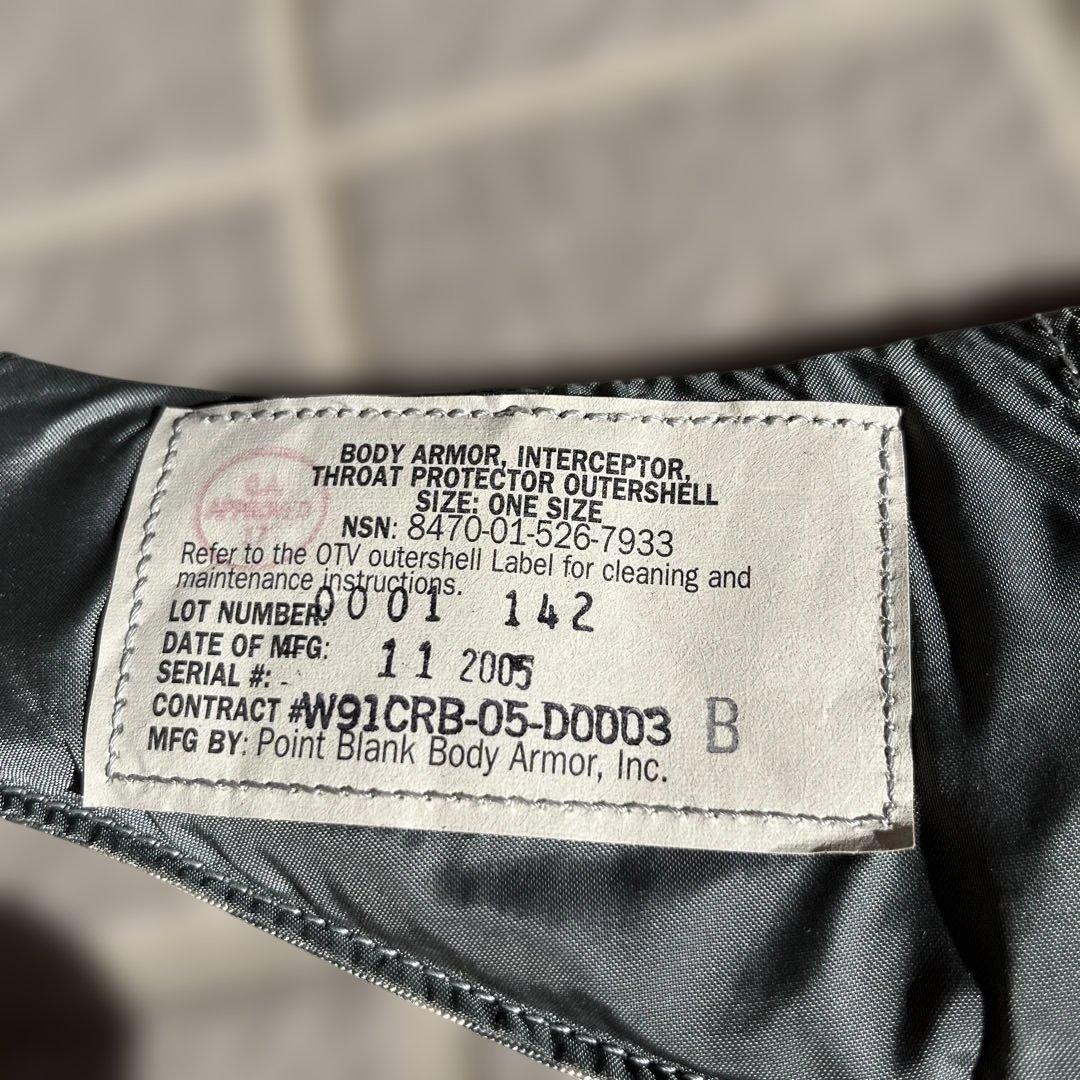 BODY ARMOR, INTERCEPTOR,
THROAT PROTECTOR OUTERSHELL
SIZE: ONE SIZE
NSN: 8470-01-526-7933
Refer to the OTV outershell Label for cleaning and
maintenance instructions.
LOT NUMBER: 0001 142
DATE OF MFG: 11 2005
SERIAL #:
CONTRACT #W91CRB-05-D0003 B
MFG BY: Point Blank Body Armor, Inc.
APPROVED